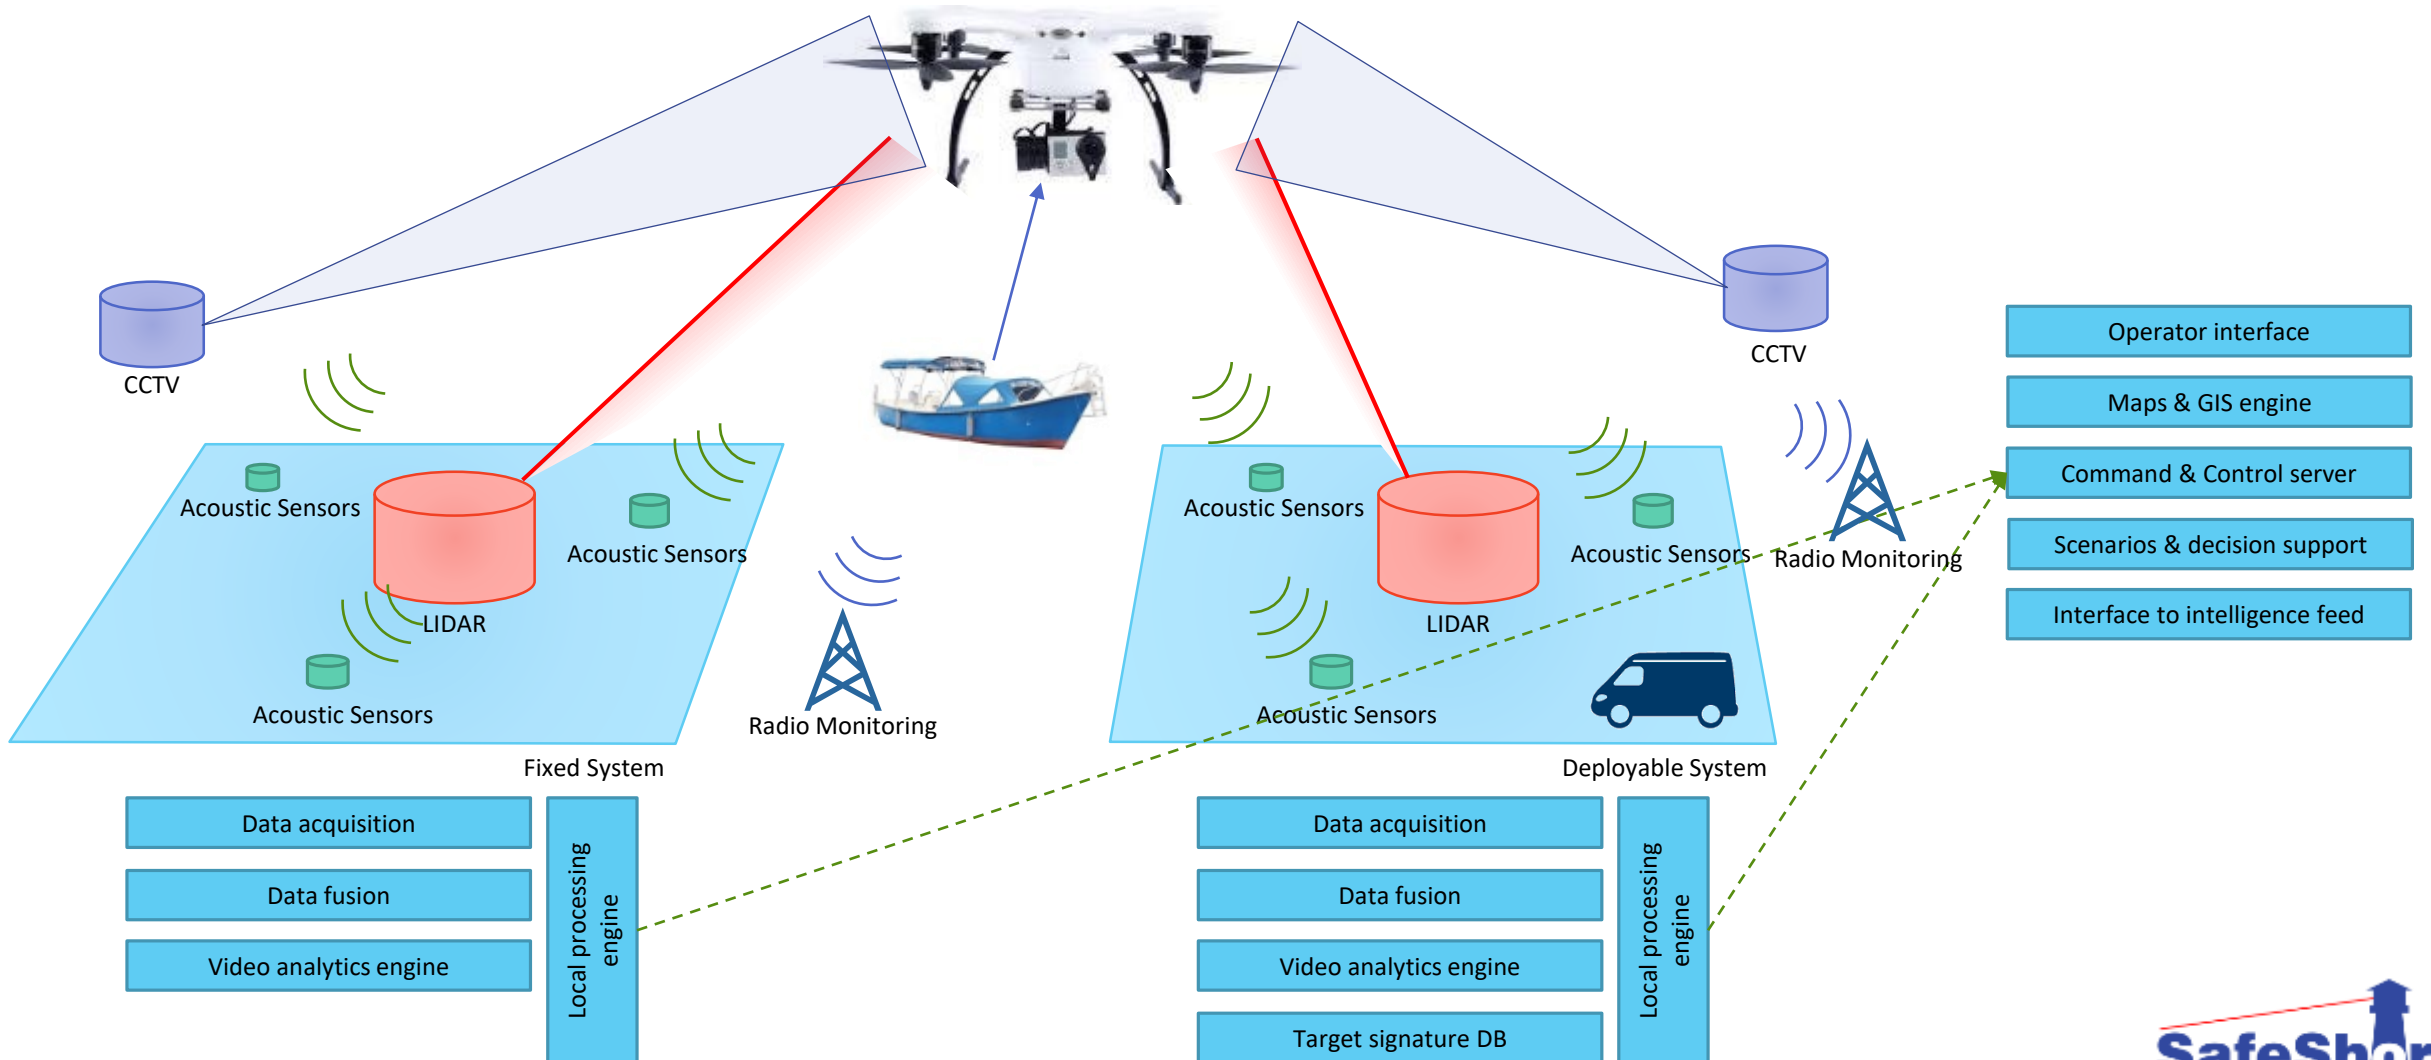 CCTV
CCTV
Acoustic Sensors
Acoustic Sensors
LIDAR
Acoustic Sensors
Radio Monitoring
Fixed System
Acoustic Sensors
Acoustic Sensors
LIDAR
Acoustic Sensors
Radio Monitoring
Deployable System
Operator interface
Maps & GIS engine
Command & Control server
Scenarios & decision support
Interface to intelligence feed
Data acquisition
Data fusion
Video analytics engine
Local processing
engine
Data acquisition
Data fusion
Video analytics engine
Target signature DB
Local processing
engine
SafeShor